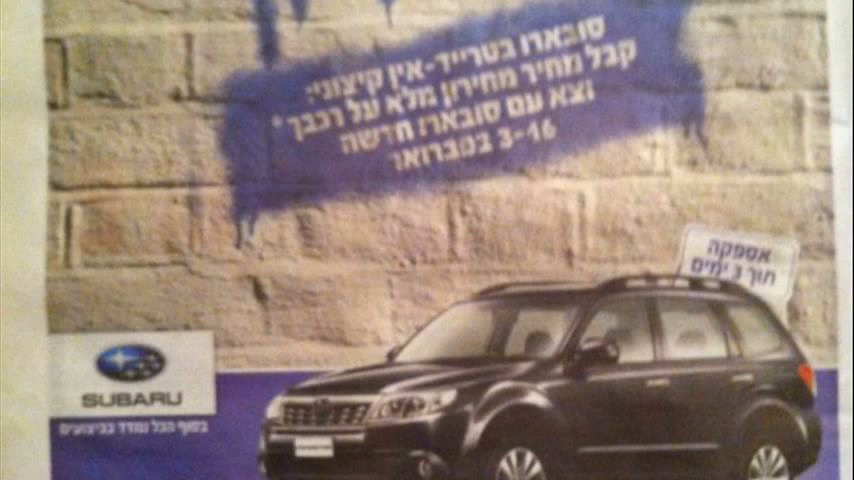 סובארו בטרייד-אין קיצוני:
קבל מחיר מחירון מלא על רכבך*
וצא עם סובארו חדשה
3-16 בפברואר
אספקה
תוך 3 ימים
SUBARU
בסוף הכל נמדד בביצועים